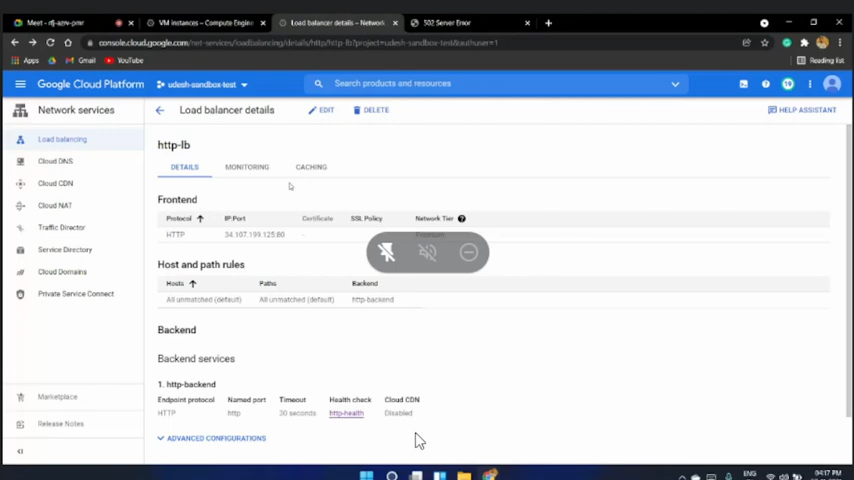 Meet - rfj-azrv-pmr
VM instances – Compute Engine
Load balancer details – Network
502 Server Error
console.cloud.google.com/net-services/loadbalancing/details/http/http-lb?project=udesh-sandbox-test&authuser=1
Apps
Gmail
YouTube
Reading list
Google Cloud Platform
udesh-sandbox-test
Search products and resources
19
Network services
Load balancer details
EDIT
DELETE
HELP ASSISTANT
Load balancing
Cloud DNS
Cloud CDN
Cloud NAT
Traffic Director
Service Directory
Cloud Domains
Private Service Connect
Marketplace
Release Notes
http-lb
DETAILS
MONITORING
CACHING
Frontend
Protocol
IP:Port
Certificate
SSL Policy
Network Tier
HTTP
34.107.199.125:80
-
Premium
Host and path rules
Hosts
Paths
Backend
All unmatched (default)
All unmatched (default)
http-backend
Backend
Backend services
1. http-backend
Endpoint protocol
Named port
Timeout
Health check
Cloud CDN
HTTP
http
30 seconds
http-health
Disabled
ADVANCED CONFIGURATIONS
ENG
04:17 PM